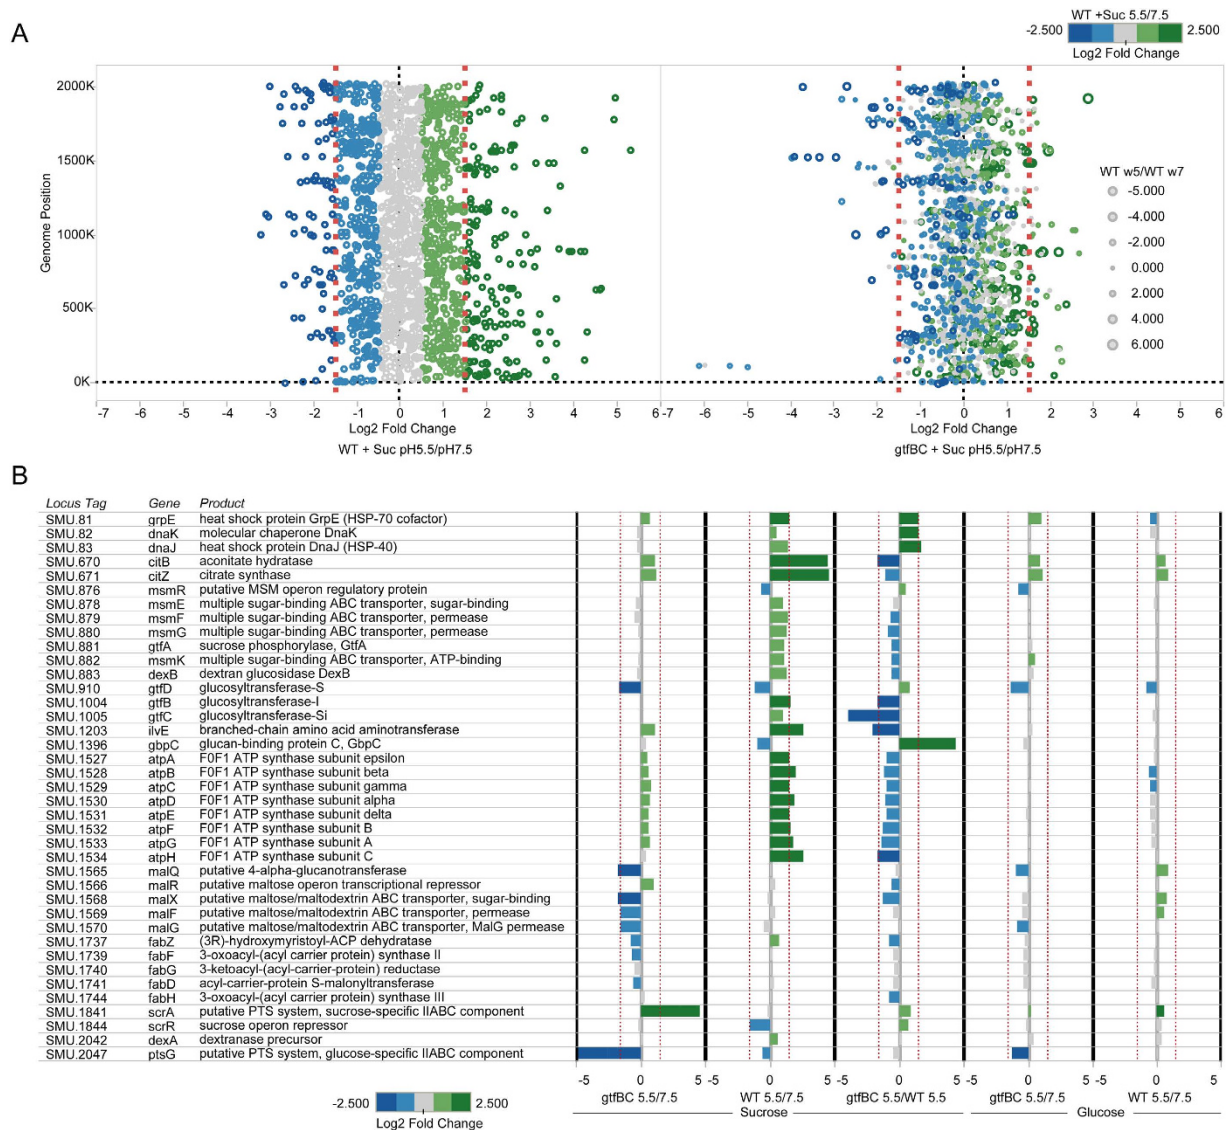 A
WT +Suc 5.5/7.5
-2.500 2.500
Log2 Fold Change
2000K
1500K
1000K
500K
0K
Genome Position
WT w5/WT w7
-5.000
-4.000
-2.000
0.000
2.000
4.000
6.000
-7 -6 -5 -4 -3 -2 -1 0 1 2 3 4 5 6 -7 -6 -5 -4 -3 -2 -1 0 1 2 3 4 5 6
Log2 Fold Change Log2 Fold Change
WT + Suc pH5.5/pH7.5 gtfBC + Suc pH5.5/pH7.5
B
Locus Tag Gene Product
SMU.81 grpE heat shock protein GrpE (HSP-70 cofactor)
SMU.82 dnaK molecular chaperone DnaK
SMU.83 dnaJ heat shock protein DnaJ (HSP-40)
SMU.670 citB aconitate hydratase
SMU.671 citZ citrate synthase
SMU.876 msmR putative MSM operon regulatory protein
SMU.878 msmE multiple sugar-binding ABC transporter, sugar-binding
SMU.879 msmF multiple sugar-binding ABC transporter, permease
SMU.880 msmG multiple sugar-binding ABC transporter, permease
SMU.881 gtfA sucrose phosphorylase, GtfA
SMU.882 msmK multiple sugar-binding ABC transporter, ATP-binding
SMU.883 dexB dextran glucosidase DexB
SMU.910 gtfD glucosyltransferase-S
SMU.1004 gtfB glucosyltransferase-I
SMU.1005 gtfC glucosyltransferase-Si
SMU.1203 ilvE branched-chain amino acid aminotransferase
SMU.1396 gbpC glucan-binding protein C, GbpC
SMU.1527 atpA F0F1 ATP synthase subunit epsilon
SMU.1528 atpB F0F1 ATP synthase subunit beta
SMU.1529 atpC F0F1 ATP synthase subunit gamma
SMU.1530 atpD F0F1 ATP synthase subunit alpha
SMU.1531 atpE F0F1 ATP synthase subunit delta
SMU.1532 atpF F0F1 ATP synthase subunit B
SMU.1533 atpG F0F1 ATP synthase subunit A
SMU.1534 atpH F0F1 ATP synthase subunit C
SMU.1565 malQ putative 4-alpha-glucanotransferase
SMU.1566 malR putative maltose operon transcriptional repressor
SMU.1568 malX putative maltose/maltodextrin ABC transporter, sugar-binding
SMU.1569 malF putative maltose/maltodextrin ABC transporter, permease
SMU.1570 malG putative maltose/maltodextrin ABC transporter, MalG permease
SMU.1737 fabZ (3R)-hydroxymyristoyl-ACP dehydratase
SMU.1739 fabF 3-oxoacyl-(acyl carrier protein) synthase II
SMU.1740 fabG 3-ketoacyl-(acyl-carrier-protein) reductase
SMU.1741 fabD acyl-carrier-protein S-malonyltransferase
SMU.1744 fabH 3-oxoacyl-(acyl carrier protein) synthase III
SMU.1841 scrA putative PTS system, sucrose-specific IIABC component
SMU.1844 scrR sucrose operon repressor
SMU.2042 dexA dextranase precursor
SMU.2047 ptsG putative PTS system, glucose-specific IIABC component
-5 0 5 -5 0 5 -5 0 5 -5 0 5 -5 0 5
gtfBC 5.5/7.5 WT 5.5/7.5 gtfBC 5.5/WT 5.5 gtfBC 5.5/7.5 WT 5.5/7.5
Sucrose Glucose
-2.500 2.500
Log2 Fold Change